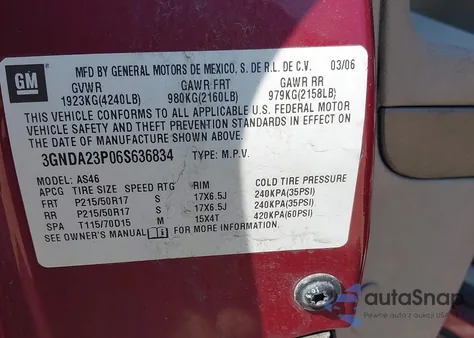 GM
MFD BY GENERAL MOTORS DE MEXICO, S. DE R.L. DE C.V. 03/06
GVWR GAWR FRT GAWR RR
1923KG(4240LB) 980KG(2160LB) 979KG(2158LB)
THIS VEHICLE CONFORMS TO ALL APPLICABLE U.S. FEDERAL MOTOR
VEHICLE SAFETY AND THEFT PREVENTION STANDARDS IN EFFECT ON
THE DATE OF MANUFACTURE SHOWN ABOVE.
3GNDA23P06S636834 TYPE: M.P.V.
MODEL: AS46
APCG TIRE SIZE SPEED RTG RIM COLD TIRE PRESSURE
FRT P215/50R17 S 17X6.5J 240KPA(35PSI)
RR P215/50R17 S 17X6.5J 240KPA(35PSI)
SPA T115/70D15 M 15X4T 420KPA(60PSI)
SEE OWNER'S MANUAL FOR MORE INFORMATION.
autoSnap
Pewne auto z aukcji USA